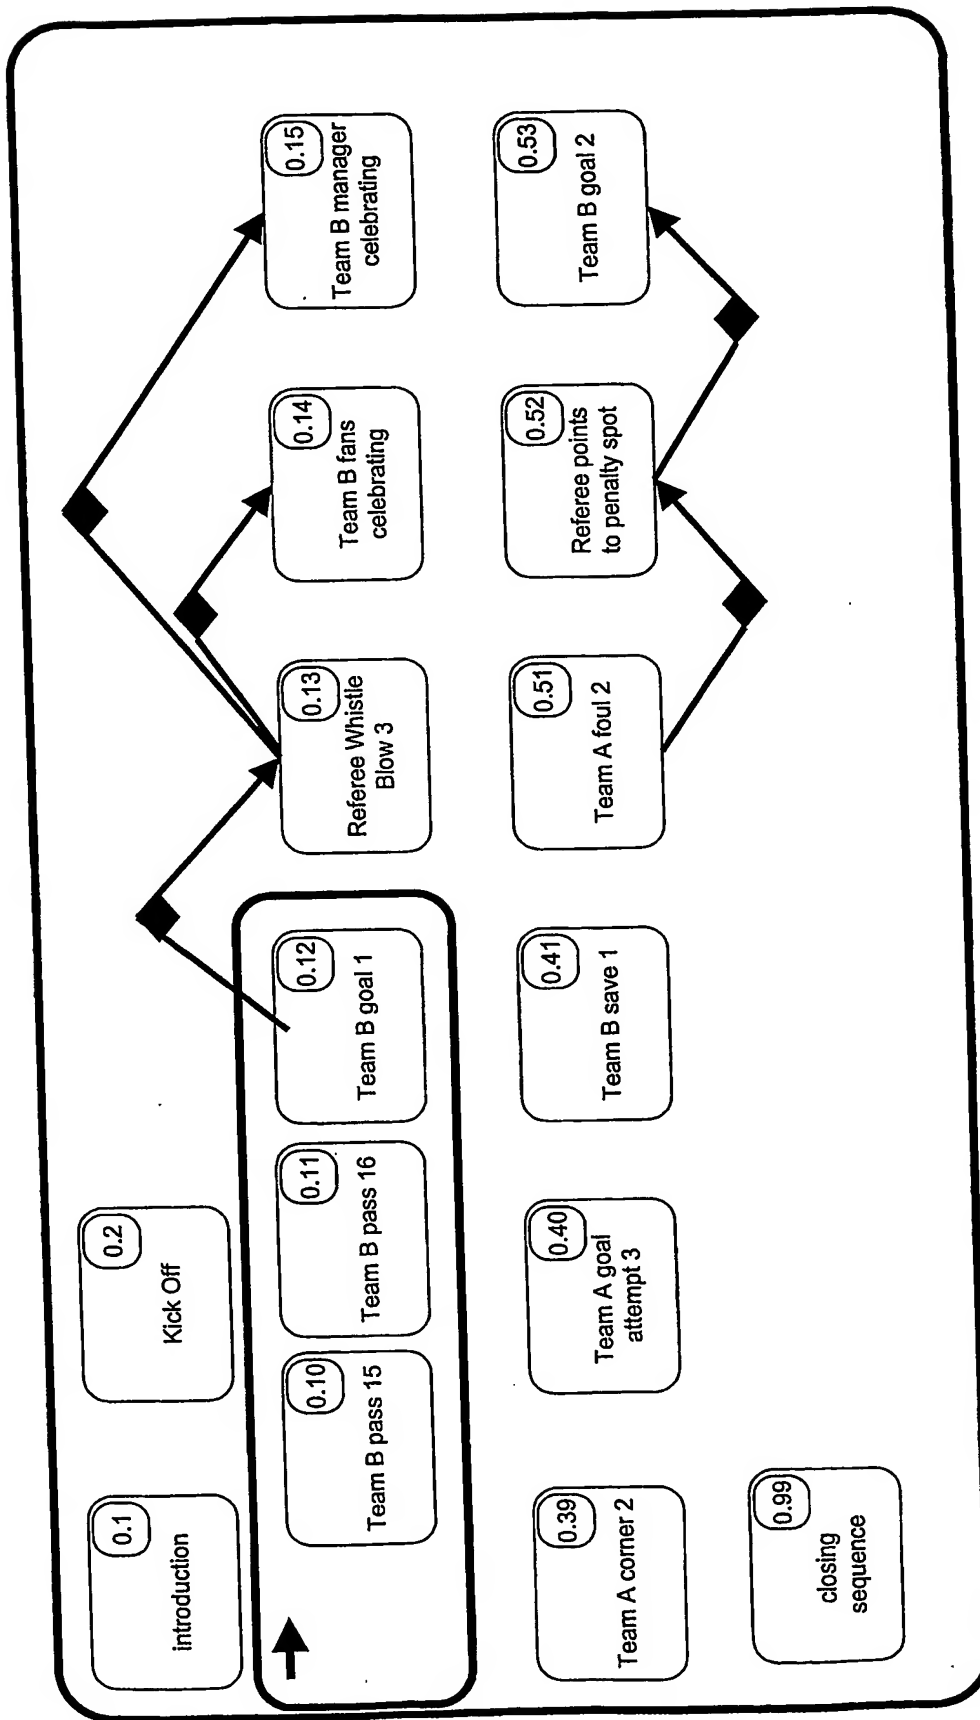 0.1
introduction
0.2
Kick Off
0.10
Team B pass 15
0.11
Team B pass 16
0.12
Team B goal 1
0.13
Referee Whistle
Blow 3
0.14
Team B fans
celebrating
0.15
Team B manager
celebrating
0.39
Team A corner 2
0.40
Team A goal
attempt 3
0.41
Team B save 1
0.51
Team A foul 2
0.52
Referee points
to penalty spot
0.53
Team B goal 2
0.99
closing
sequence